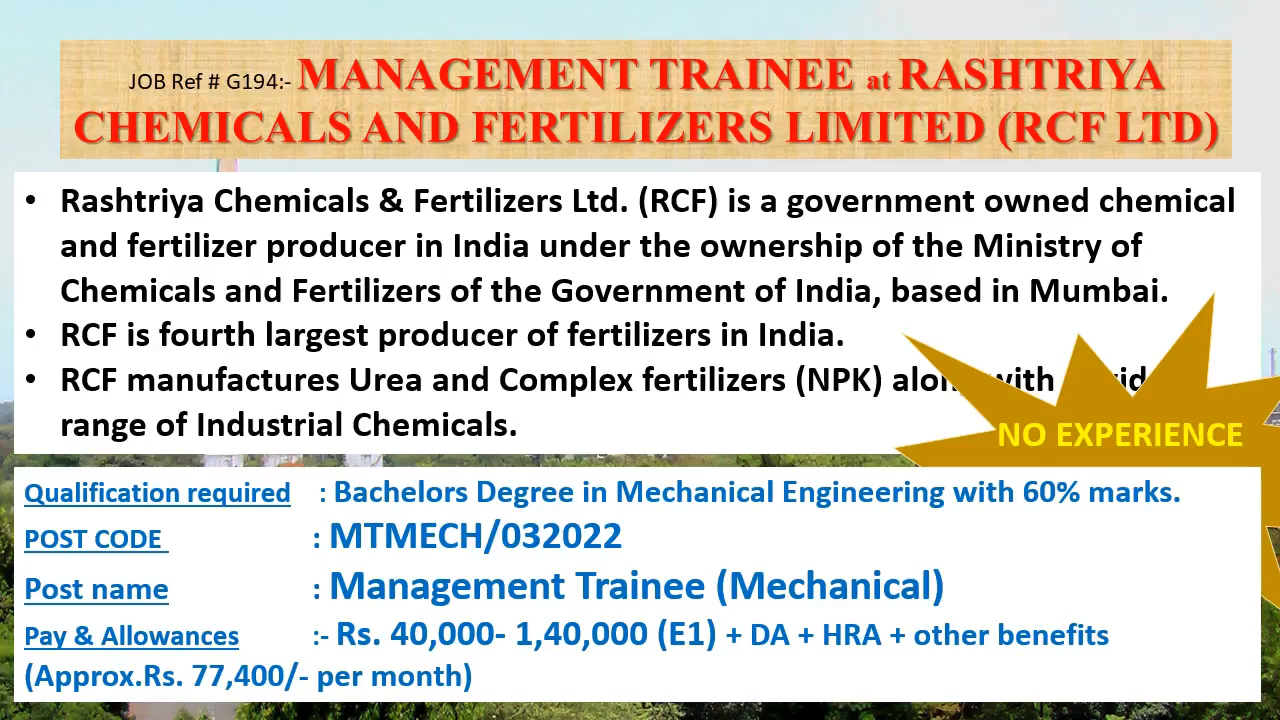 JOB Ref # G194:- MANAGEMENT TRAINEE at RASHTRIYA
CHEMICALS AND FERTILIZERS LIMITED (RCF LTD)
• Rashtriya Chemicals & Fertilizers Ltd. (RCF) is a government owned chemical
and fertilizer producer in India under the ownership of the Ministry of
Chemicals and Fertilizers of the Government of India, based in Mumbai.
• RCF is fourth largest producer of fertilizers in India.
• RCF manufactures Urea and Complex fertilizers (NPK) along with
range of Industrial Chemicals.
NO EXPERIENCE
Qualification required : Bachelors Degree in Mechanical Engineering with 60% marks.
POST CODE : MTMECH/032022
Post name : Management Trainee (Mechanical)
Pay & Allowances :- Rs. 40,000- 1,40,000 (E1) + DA + HRA + other benefits
(Approx.Rs. 77,400/- per month)